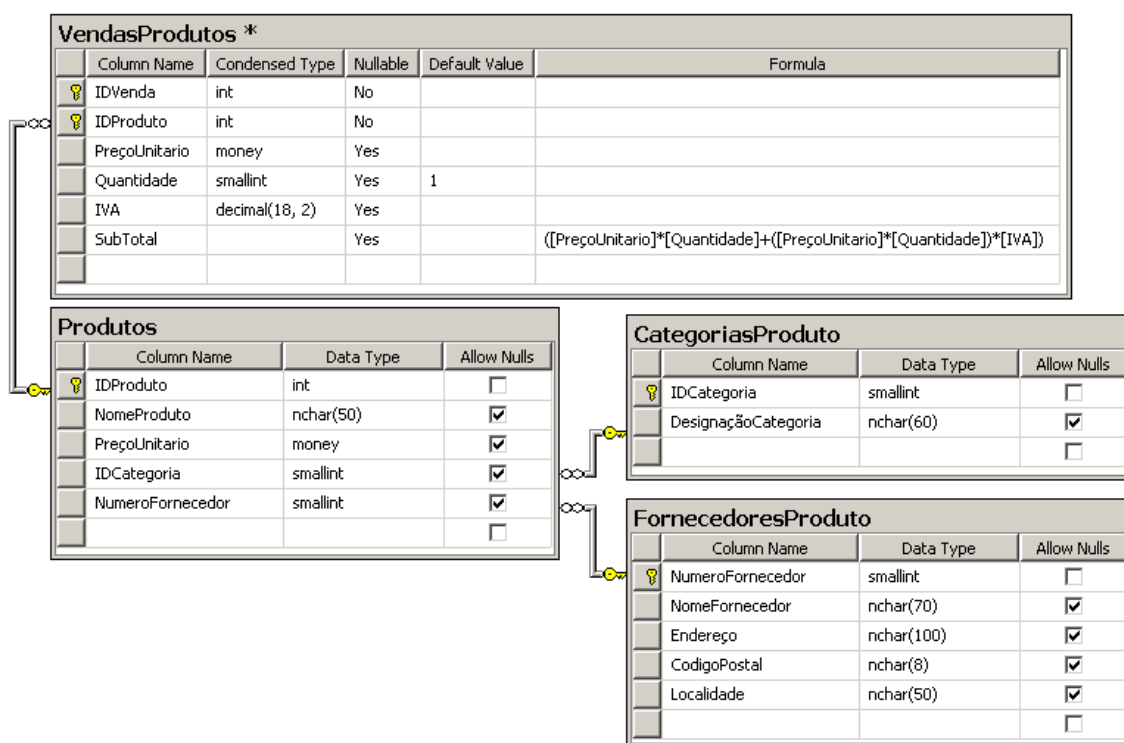 VendasProdutos *
Column Name Condensed Type Nullable Default Value Formula
IDVenda int No
IDProduto int No
PreçoUnitario money Yes
Quantidade smallint Yes 1
IVA decimal(18, 2) Yes
SubTotal Yes ([PreçoUnitario]*[Quantidade]+([PreçoUnitario]*[Quantidade])*[IVA])
Produtos
Column Name Data Type Allow Nulls
IDProduto int
NomeProduto nchar(50)
PreçoUnitario money
IDCategoria smallint
NumeroFornecedor smallint
CategoriasProduto
Column Name Data Type Allow Nulls
IDCategoria smallint
DesignaçãoCategoria nchar(60)
FornecedoresProduto
Column Name Data Type Allow Nulls
NumeroFornecedor smallint
NomeFornecedor nchar(70)
Endereço nchar(100)
CodigoPostal nchar(8)
Localidade nchar(50)